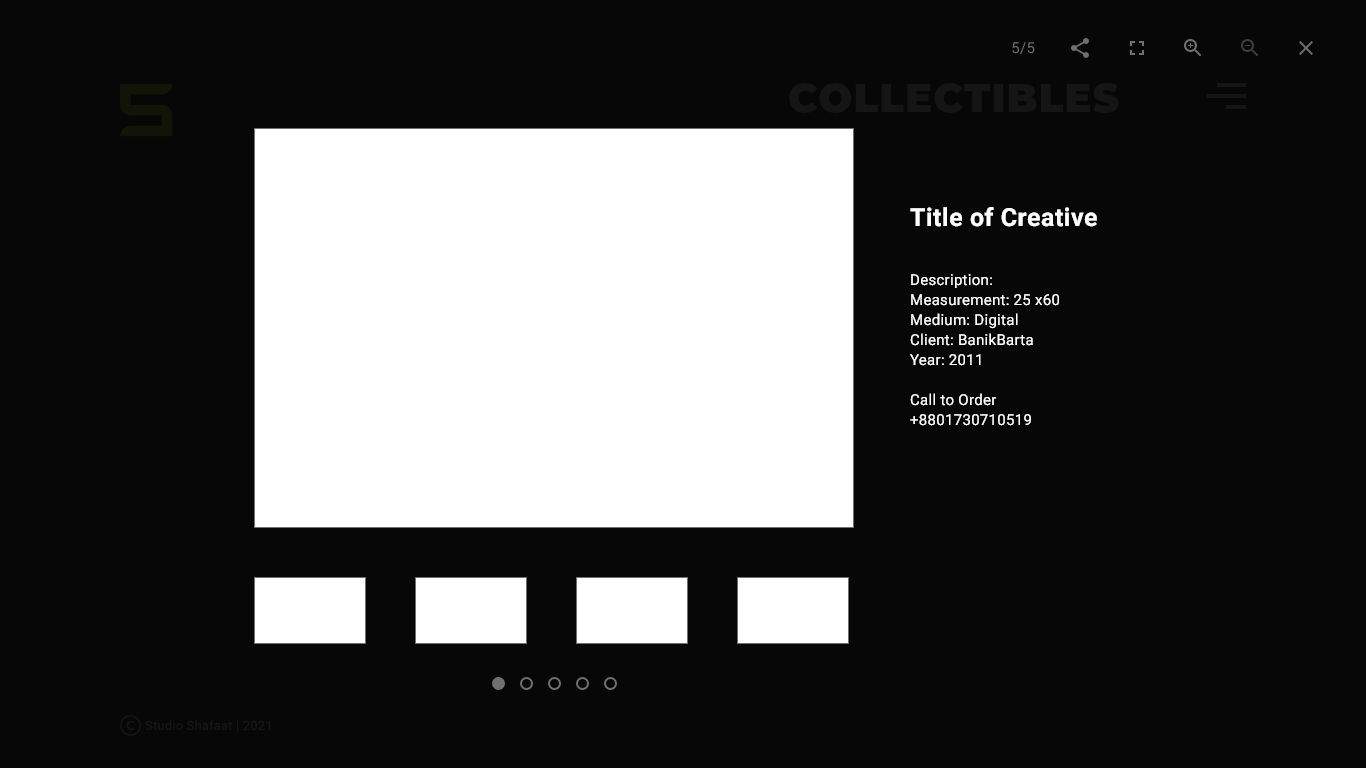 5/5
COLLECTIBLES
Title of Creative
Description:
Measurement: 25 x60
Medium: Digital
Client: BanikBarta
Year: 2011
Call to Order
+8801730710519
© Studio Shafaat | 2021